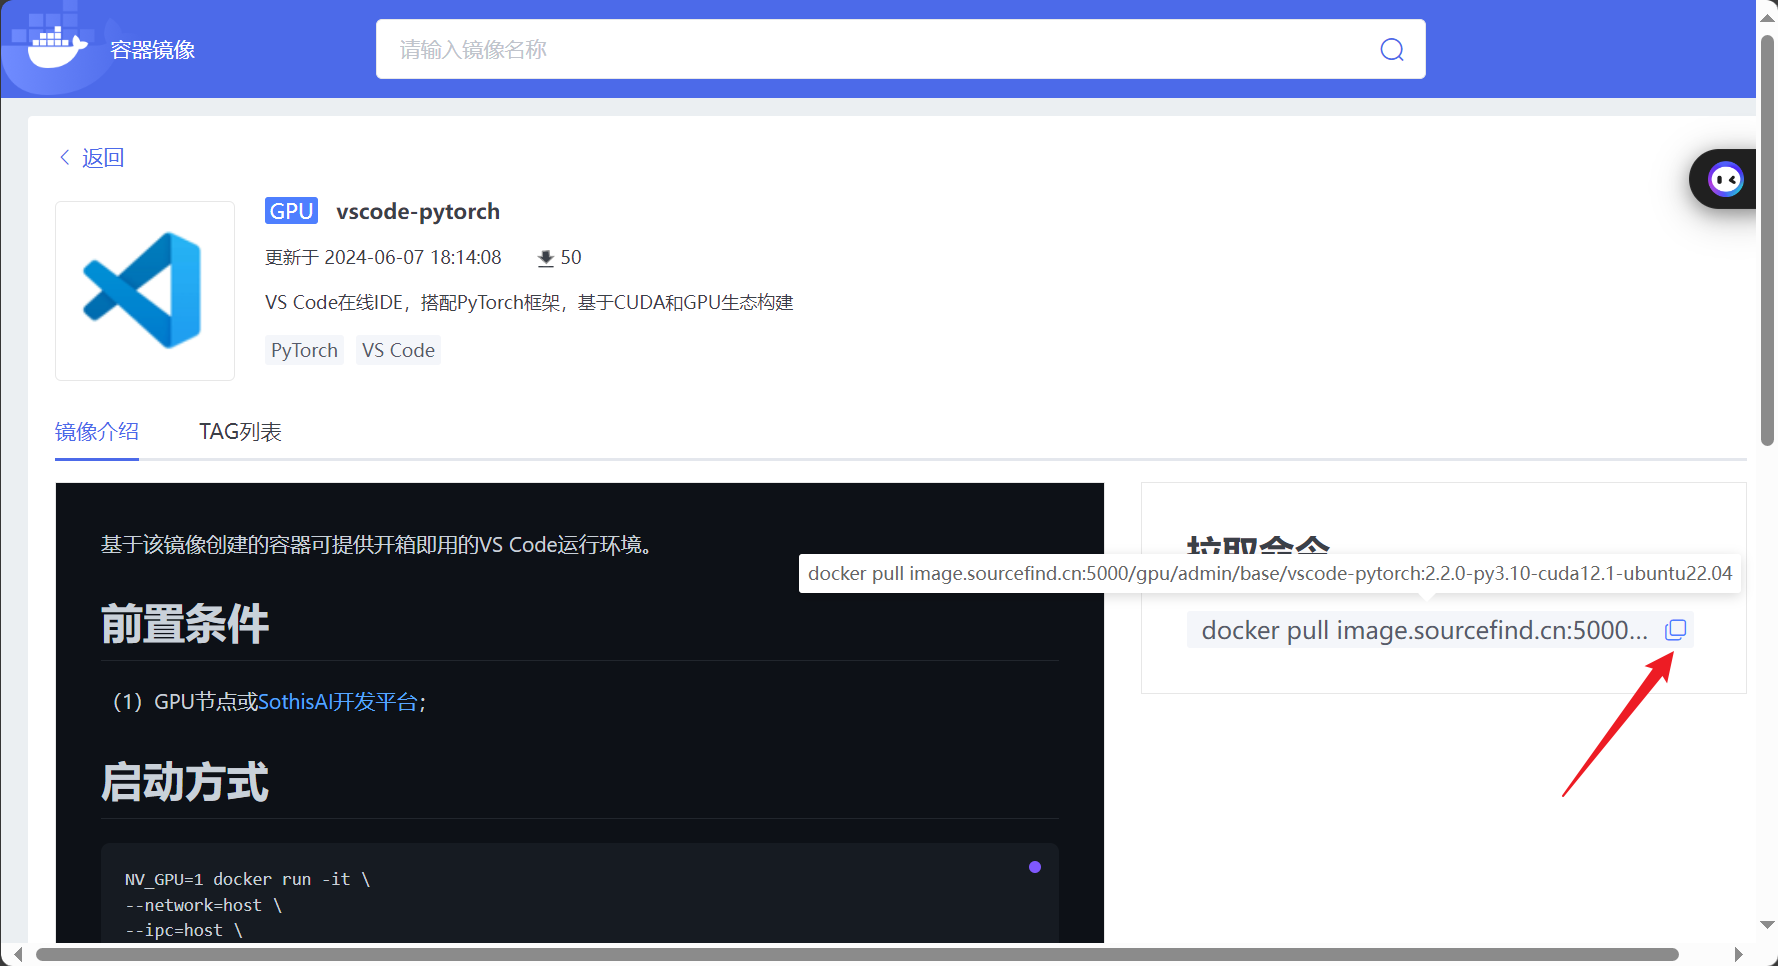 容器镜像
请输入镜像名称
返回
GPU vscode-pytorch
更新于 2024-06-07 18:14:08 50
VS Code在线IDE，搭配PyTorch框架，基于CUDA和GPU生态构建
PyTorch VS Code
镜像介绍 TAG列表
基于该镜像创建的容器可提供开箱即用的VS Code运行环境。
前置条件
（1）GPU节点或SothisAI开发平台；
启动方式
NV_GPU=1 docker run -it \
--network=host \
--ipc=host \
拉取命令
docker pull image.sourcefind.cn:5000/gpu/admin/base/vscode-pytorch:2.2.0-py3.10-cuda12.1-ubuntu22.04
docker pull image.sourcefind.cn:5000...